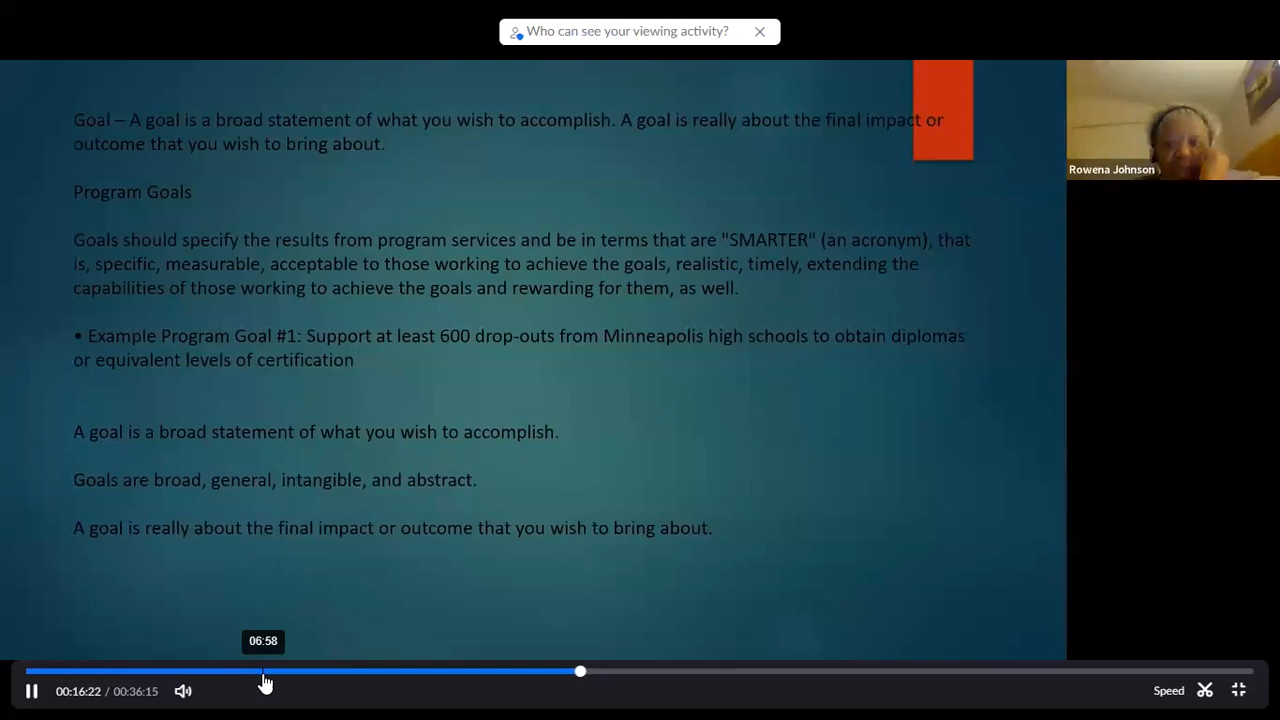 Who can see your viewing activity?
Goal – A goal is a broad statement of what you wish to accomplish. A goal is really about the final impact or
outcome that you wish to bring about.
Program Goals
Goals should specify the results from program services and be in terms that are "SMARTER" (an acronym), that
is, specific, measurable, acceptable to those working to achieve the goals, realistic, timely, extending the
capabilities of those working to achieve the goals and rewarding for them, as well.
• Example Program Goal #1: Support at least 600 drop-outs from Minneapolis high schools to obtain diplomas
or equivalent levels of certification
A goal is a broad statement of what you wish to accomplish.
Goals are broad, general, intangible, and abstract.
A goal is really about the final impact or outcome that you wish to bring about.
Rowena Johnson
06:58
00:16:22 / 00:36:15
Speed